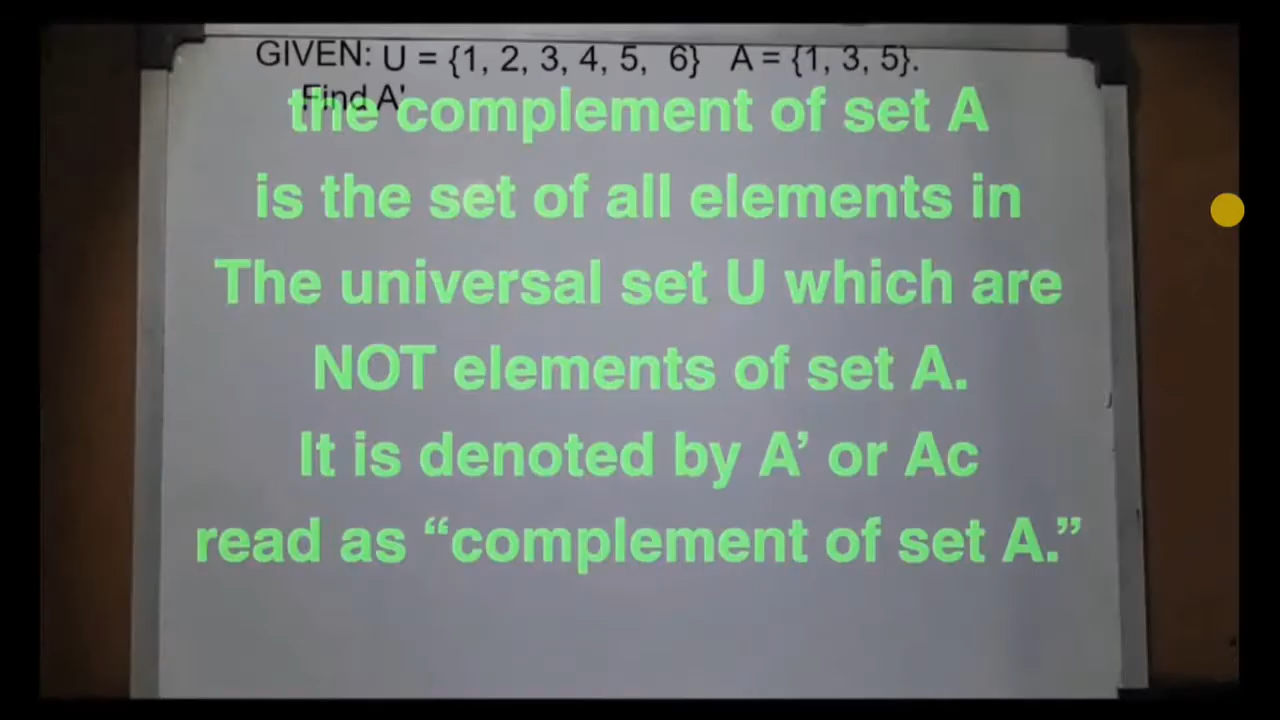 GIVEN: U = {1, 2, 3, 4, 5, 6} A = {1, 3, 5}.
Find A'
the complement of set A
is the set of all elements in
The universal set U which are
NOT elements of set A.
It is denoted by A’ or Ac
read as “complement of set A.”